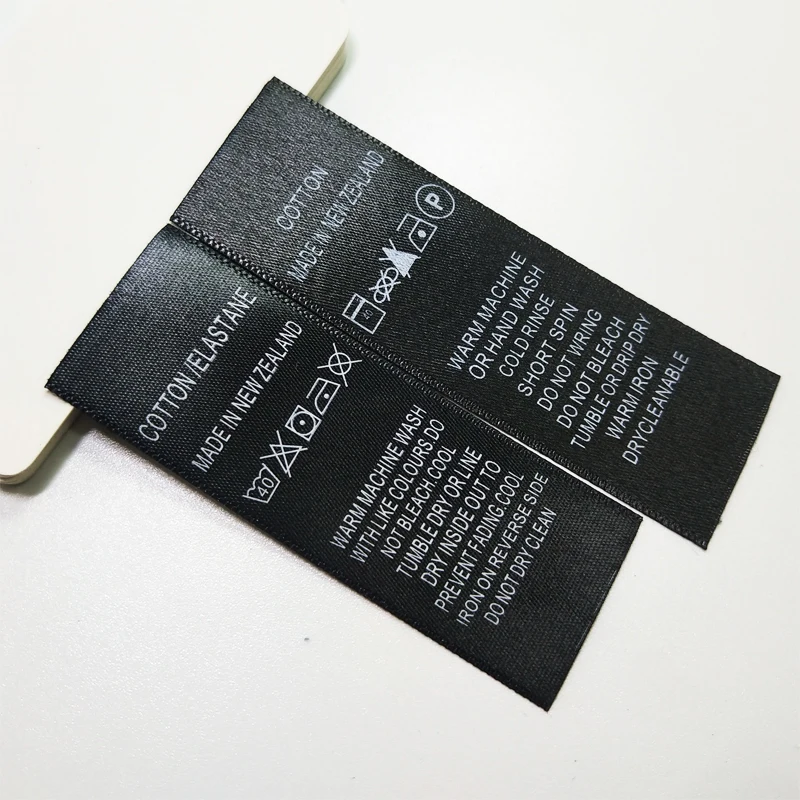 COTTON
MADE IN NEW ZEALAND
40
P
WARM MACHINE
OR HAND WASH
COLD RINSE
SHORT SPIN
DO NOT WIRING
DO NOT BLEACH
TUMBLE OR DRIP DRY
WARM IRON
DRYCLEANABLE
COTTON/ELASTANE
MADE IN NEW ZEALAND
40
WARM MACHINE WASH
WITH LIKE COLOURS DO
NOT BLEACH COOL
TUMBLE DRY OR LINE
DRY INSIDE OUT TO
PREVENT FADING.COOL
IRON ON REVERSE SIDE
DO NOT DRY CLEAN